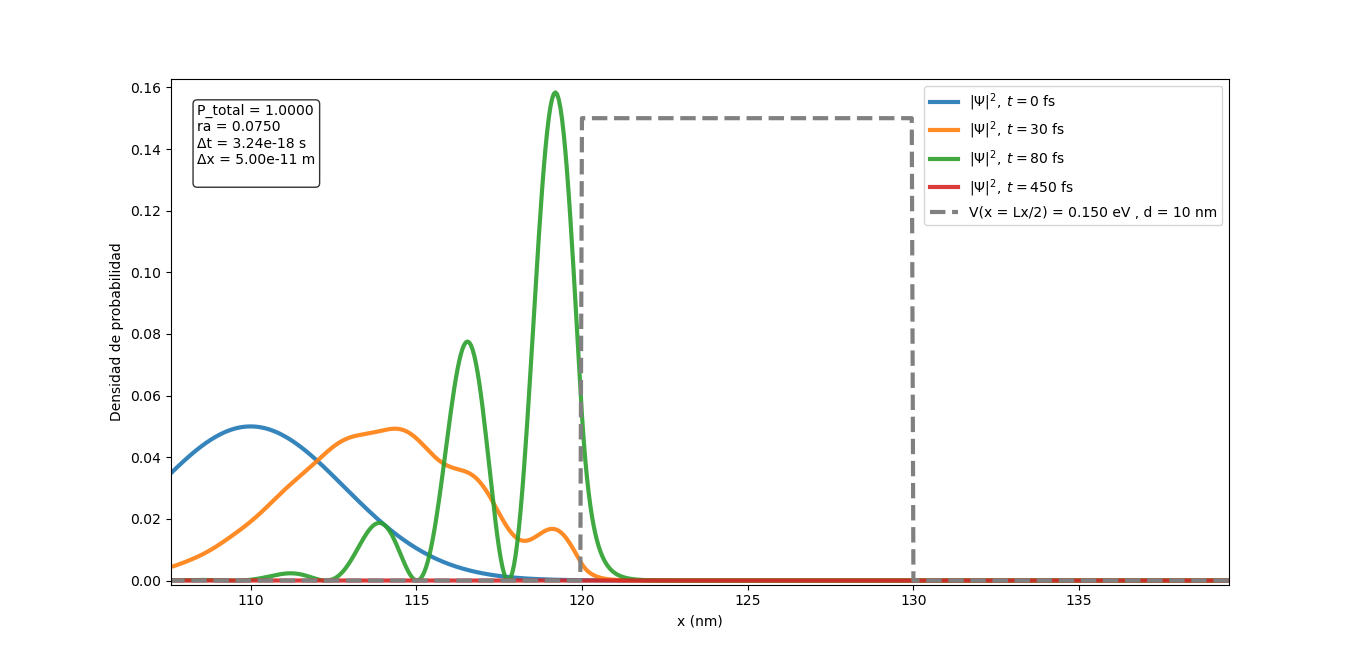 P_total = 1.0000
ra = 0.0750
Δt = 3.24e-18 s
Δx = 5.00e-11 m
|Ψ|², t = 0 fs
|Ψ|², t = 30 fs
|Ψ|², t = 80 fs
|Ψ|², t = 450 fs
V(x = Lx/2) = 0.150 eV , d = 10 nm
Densidad de probabilidad
0.16
0.14
0.12
0.10
0.08
0.06
0.04
0.02
0.00
110 115 120 125 130 135
x (nm)